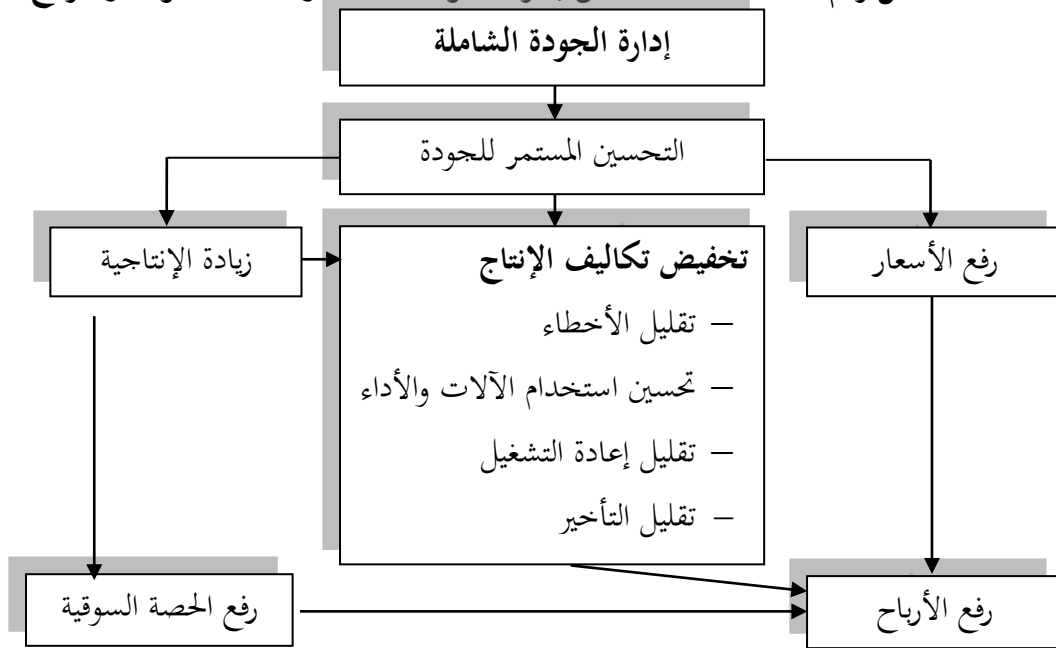 إدارة الجودة الشاملة
التحسين المستمر للجودة
رفع الأسعار
تخفيض تكاليف الإنتاج
– تقليل الأخطاء
– تحسين استخدام الآلات والأداء
– تقليل إعادة التشغيل
– تقليل التأخير
زيادة الإنتاجية
رفع الأرباح
رفع الحصة السوقية